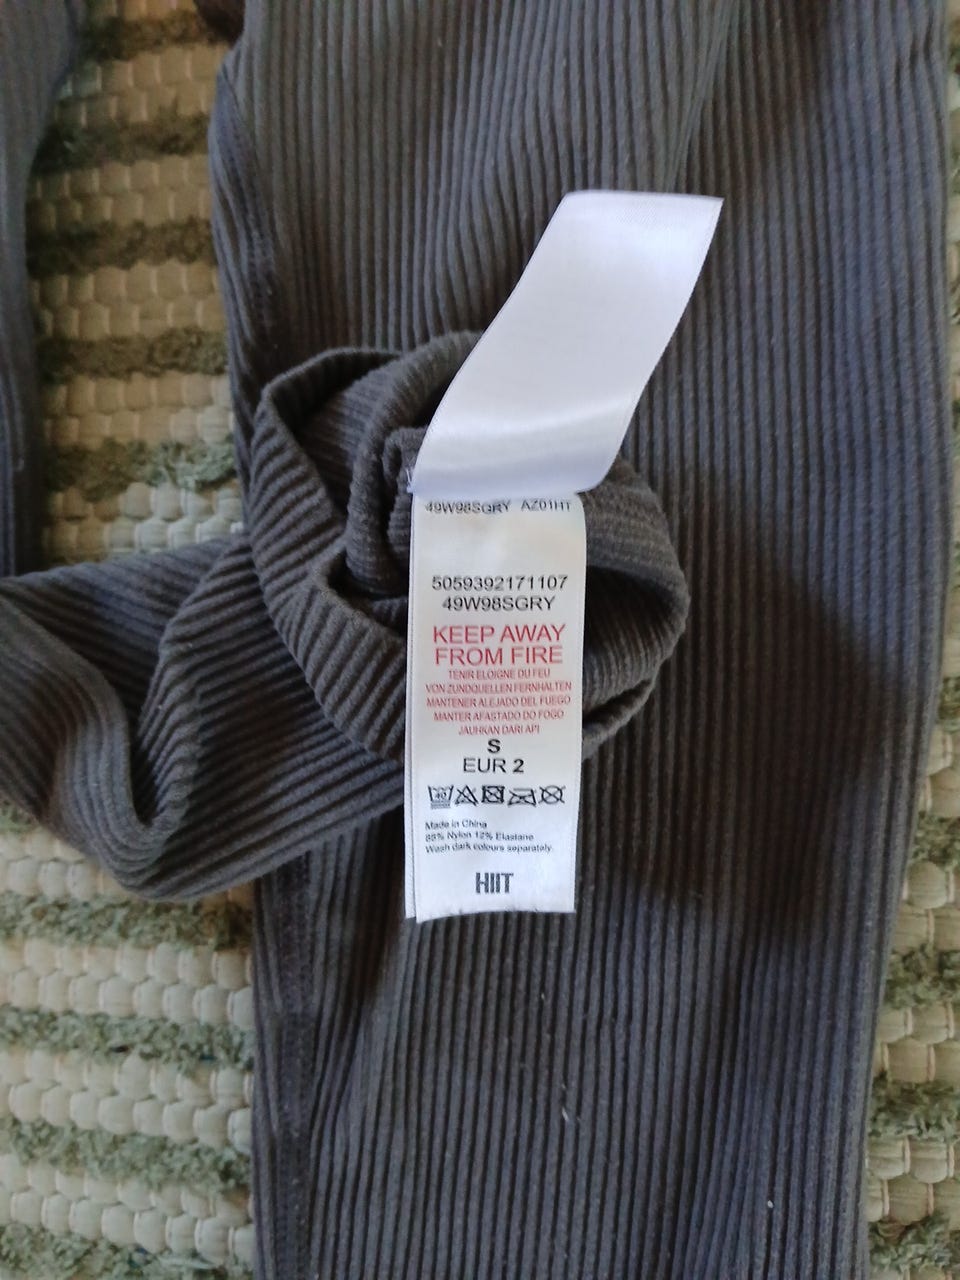 49W98SGRY AZ01HT
5059392171107
49W98SGRY
KEEP AWAY
FROM FIRE
TENIR ELOIGNE DU FEU
VON ZUNDQUELLEN FERNHALTEN
MANTENER ALEJADO DEL FUEGO
MANTER AFASTADO DO FOGO
JAUHKAN DARI API
S
EUR 2
40
Made in China
88% Nylon 12% Elastane
Wash dark colours separately.
HIIT